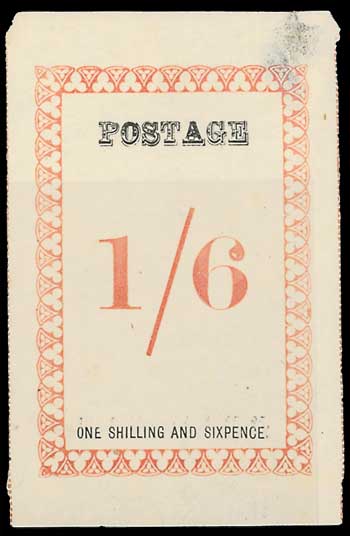 POSTAGE
1/6
ONE SHILLING AND SIXPENCE.